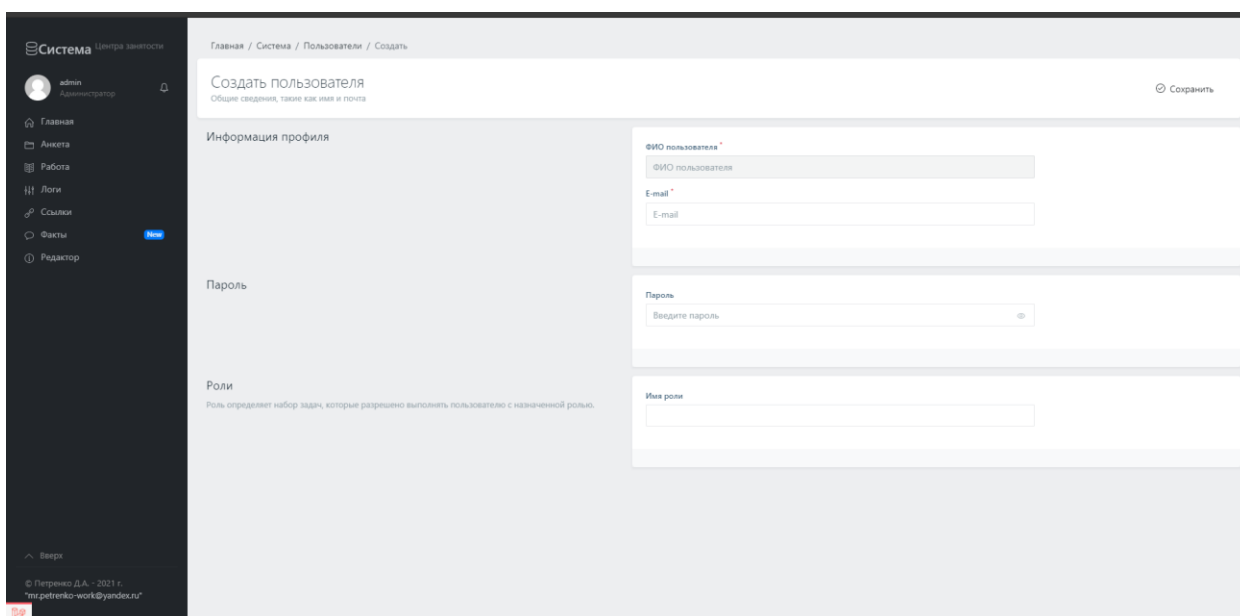 Система Центра занятости
admin
Администратор
Главная
Анкета
Работа
Логи
Ссылки
Факты New
Редактор
Вверх
© Петренко Д.А. - 2021 г.
"mr.petrenko-work@yandex.ru"
Главная / Система / Пользователи / Создать
Создать пользователя
Общие сведения, такие как имя и почта
Сохранить
Информация профиля
ФИО пользователя *
ФИО пользователя
E-mail *
E-mail
Пароль
Пароль
Введите пароль
Роли
Роль определяет набор задач, которые разрешено выполнять пользователю с назначенной ролью.
Имя роли